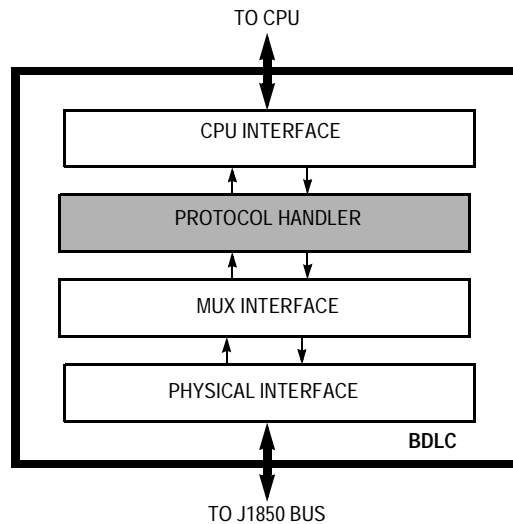 TO CPU
CPU INTERFACE
PROTOCOL HANDLER
MUX INTERFACE
PHYSICAL INTERFACE
BDLC
TO J1850 BUS